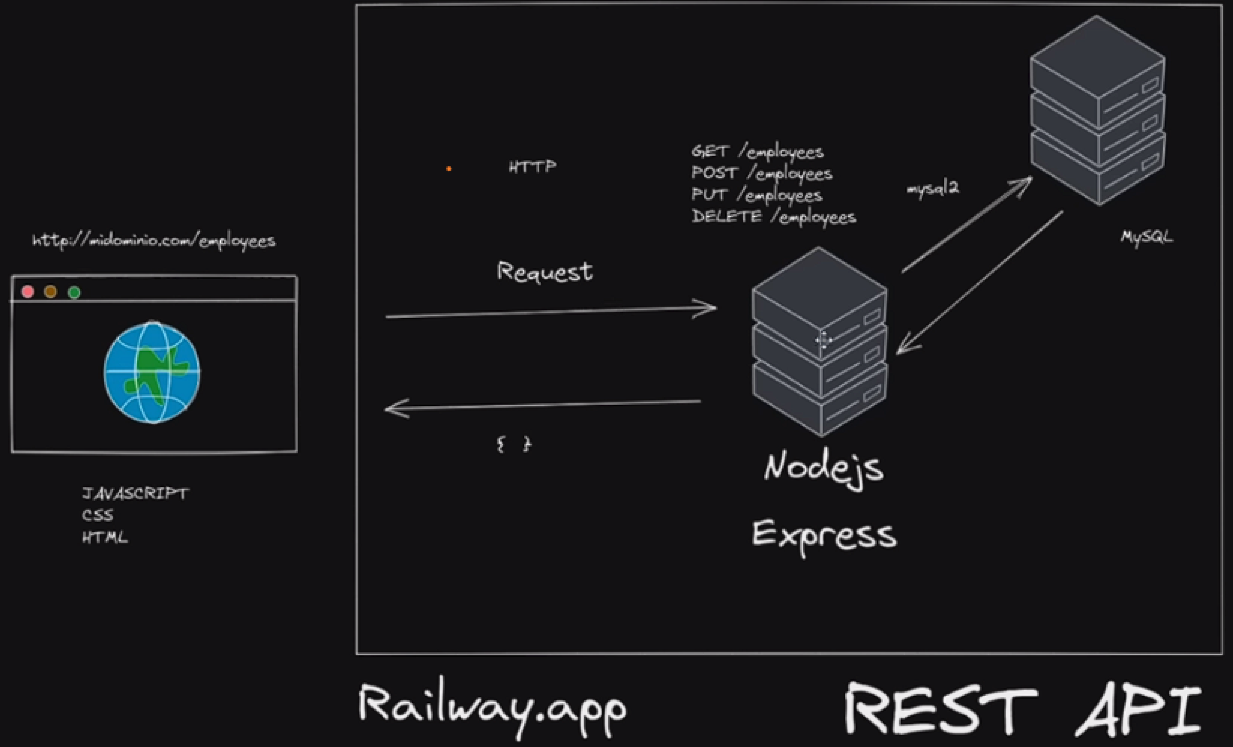 HTTP
GET /employees
POST /employees
PUT /employees
DELETE /employees
mysql2
MySQL
http://midominio.com/employees
Request
{ }
Nodejs
Express
JAVASCRIPT
CSS
HTML
Railway.app
REST API